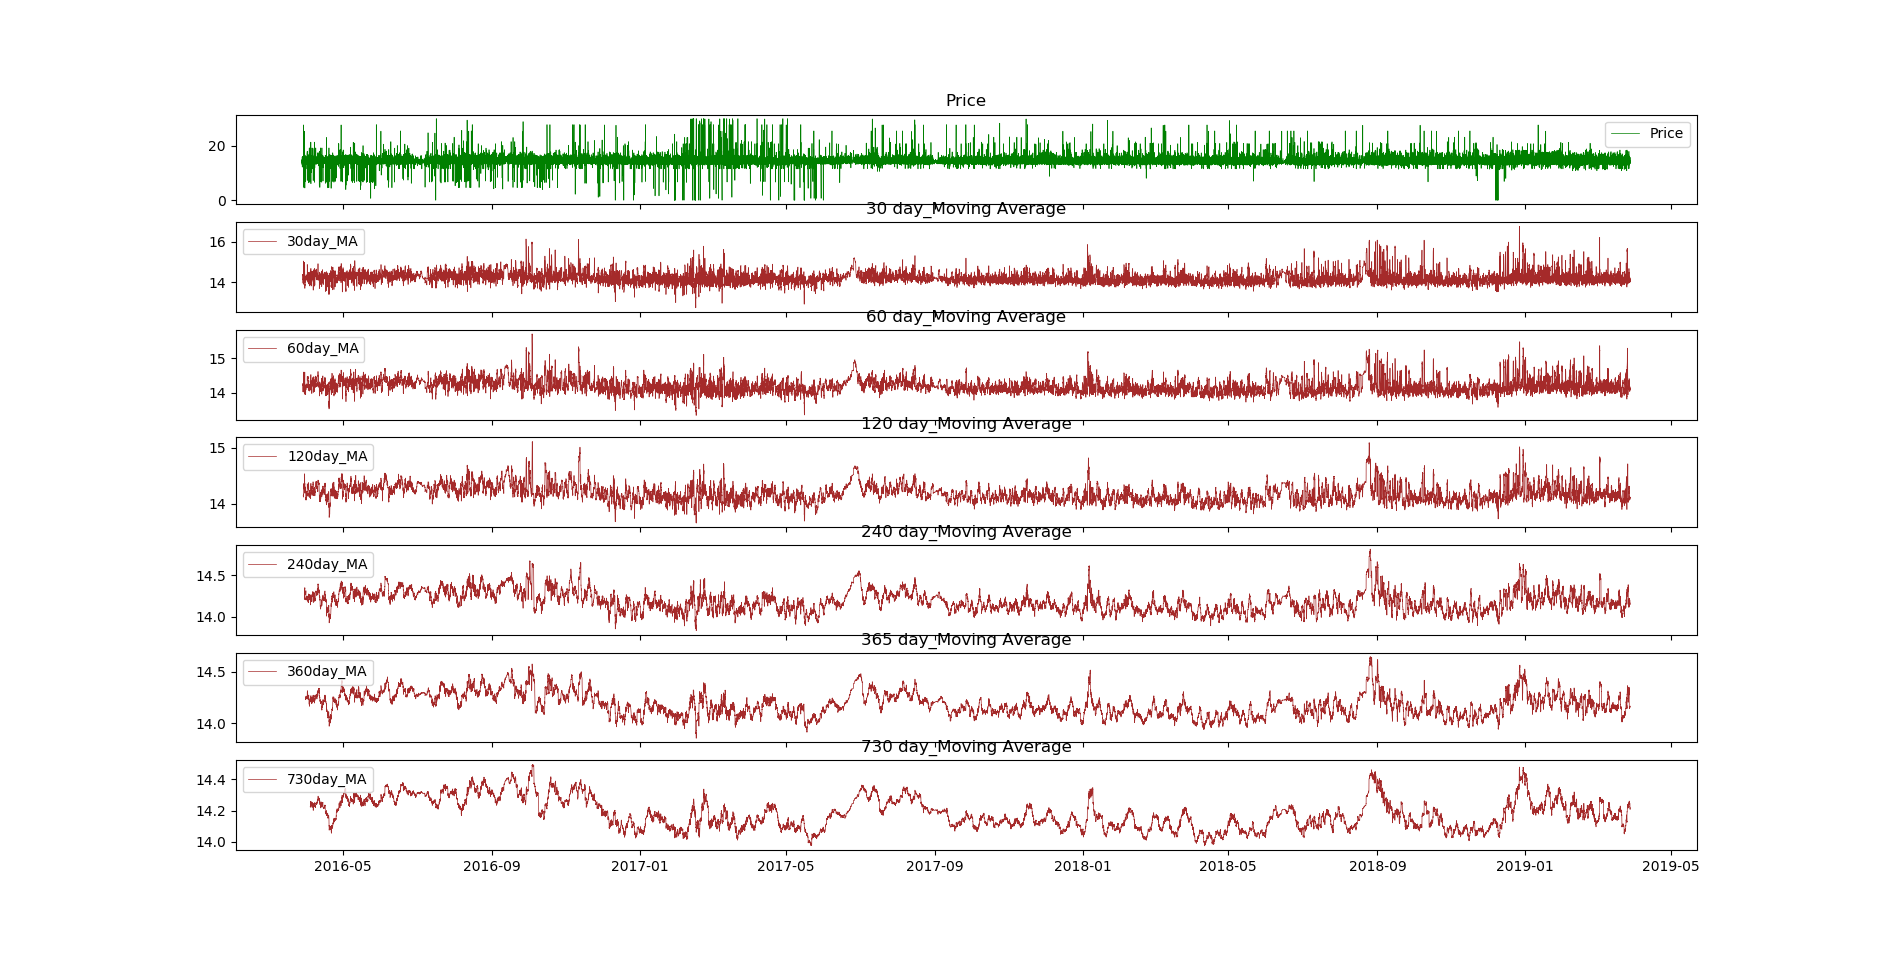 Price
20
0
Price
30 day_Moving Average
16
14
30day_MA
60 day_Moving Average
15
14
60day_MA
120 day_Moving Average
15
14
120day_MA
240 day_Moving Average
14.5
14.0
240day_MA
365 day_Moving Average
14.5
14.0
360day_MA
730 day_Moving Average
14.4
14.2
14.0
730day_MA
2016-05 2016-09 2017-01 2017-05 2017-09 2018-01 2018-05 2018-09 2019-01 2019-05